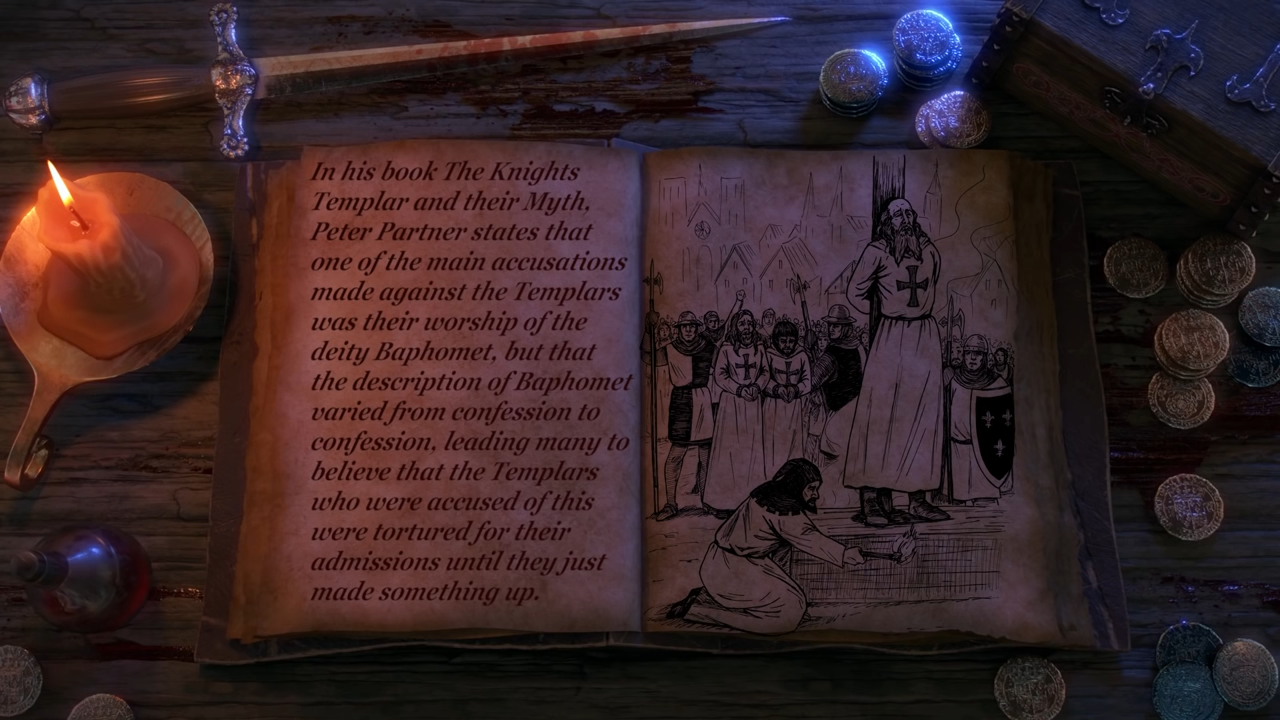 In his book The Knights
Templar and their Myth,
Peter Partner states that
one of the main accusations
made against the Templars
was their worship of the
deity Baphomet, but that
the description of Baphomet
varied from confession to
confession, leading many to
believe that the Templars
who were accused of this
were tortured for their
admissions until they just
made something up.